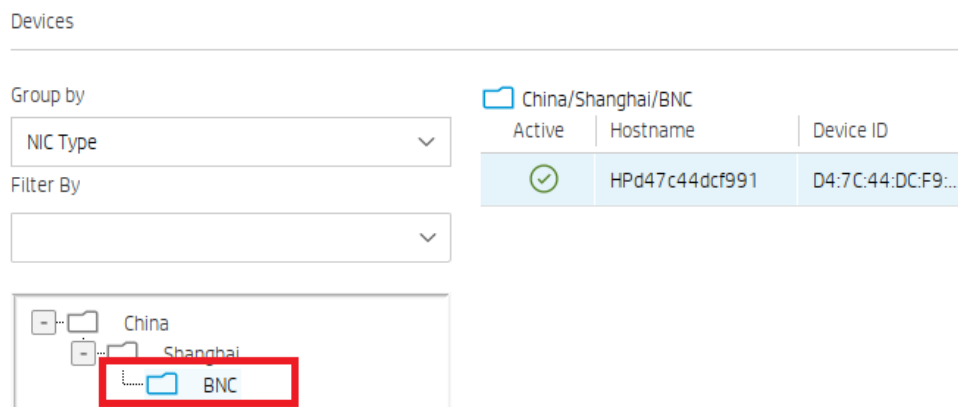 Devices
Group by
NIC Type
Filter By
China/Shanghai/BNC
Active Hostname Device ID
HPd47c44dcf991 D4:7C:44:DC:F9:...
China
Shanghai
BNC